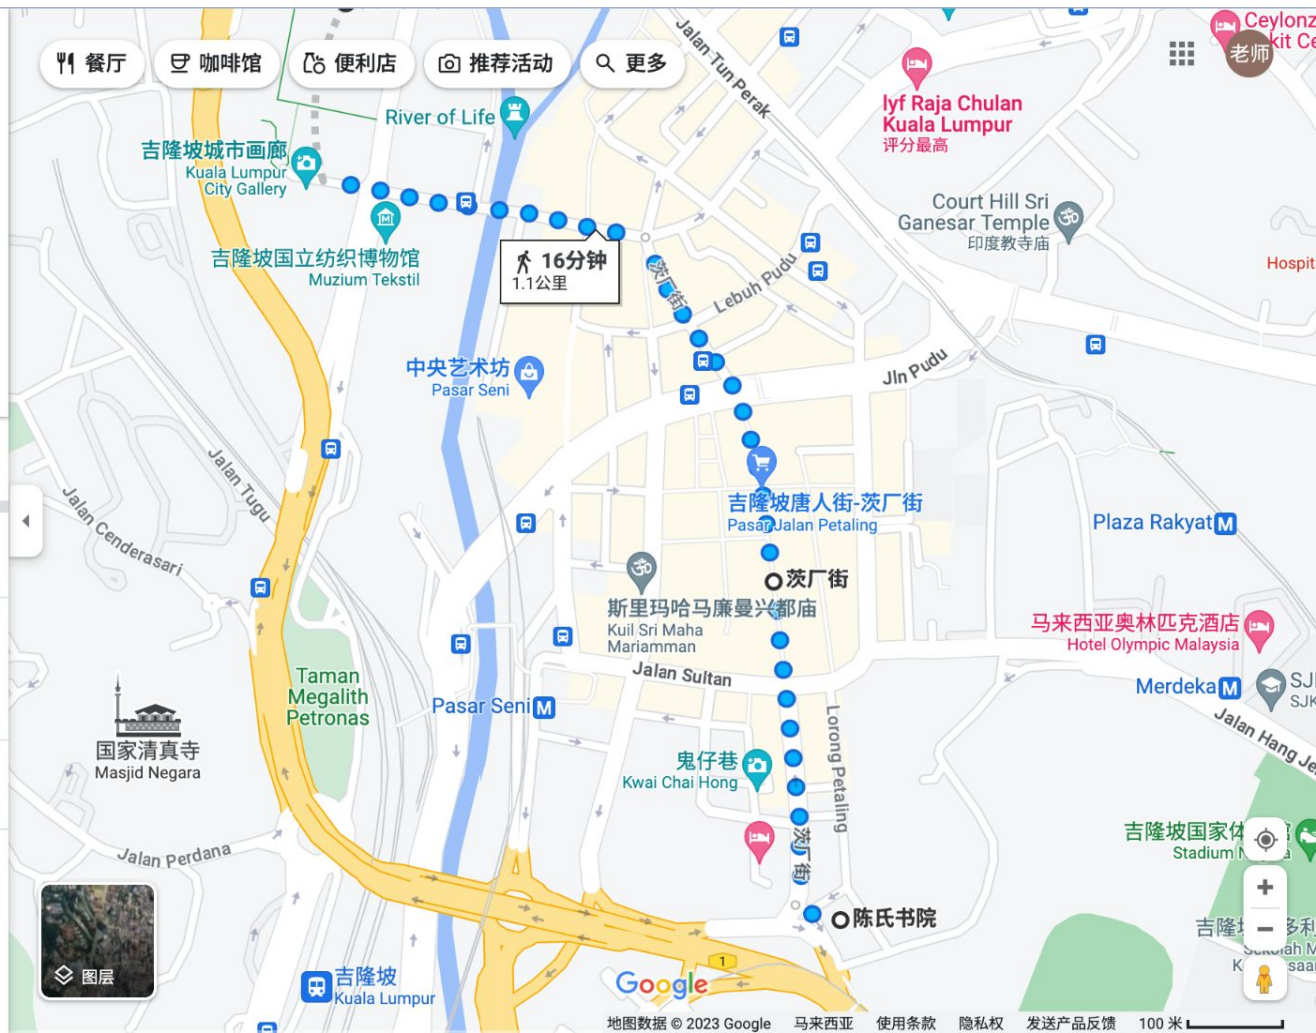 Ceylonz
餐厅
咖啡馆
便利店
推荐活动
更多
老师
Jalan Tun Perak
lyf Raja Chulan
Kuala Lumpur
评分最高
River of Life
吉隆坡城市画廊
Kuala Lumpur
City Gallery
Court Hill Sri
Ganesar Temple
印度教寺庙
吉隆坡国立纺织博物馆
Muzium Tekstil
16分钟
1.1公里
茨厂街
Lebuh Pudu
中央艺术坊
Pasar Seni
Jln Pudu
Jalan Tugu
Jalan Cenderasari
吉隆坡唐人街-茨厂街
Pasar Jalan Petaling
Plaza Rakyat M
茨厂街
斯里玛哈马廉曼兴都庙
Kuil Sri Maha
Mariamman
马来西亚奥林匹克酒店
Hotel Olympic Malaysia
Jalan Sultan
Merdeka M
Taman
Megalith
Petronas
Pasar Seni M
Lorong Petaling
国家清真寺
Masjid Negara
鬼仔巷
Kwai Chai Hong
Jalan Perdana
茨厂街
陈氏书院
1
图层
吉隆坡
Kuala Lumpur
Google
地图数据 © 2023 Google 马来西亚 使用条款 隐私权 发送产品反馈 100 米